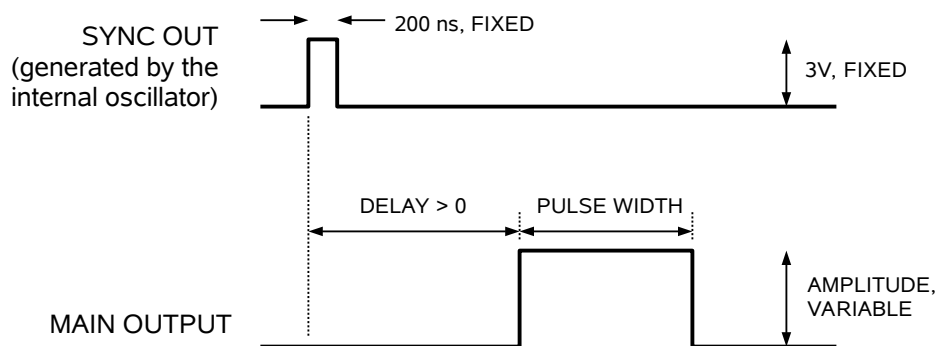 200 ns, FIXED
SYNC OUT
(generated by the
internal oscillator)
3V, FIXED
DELAY > 0
PULSE WIDTH
AMPLITUDE,
VARIABLE
MAIN OUTPUT